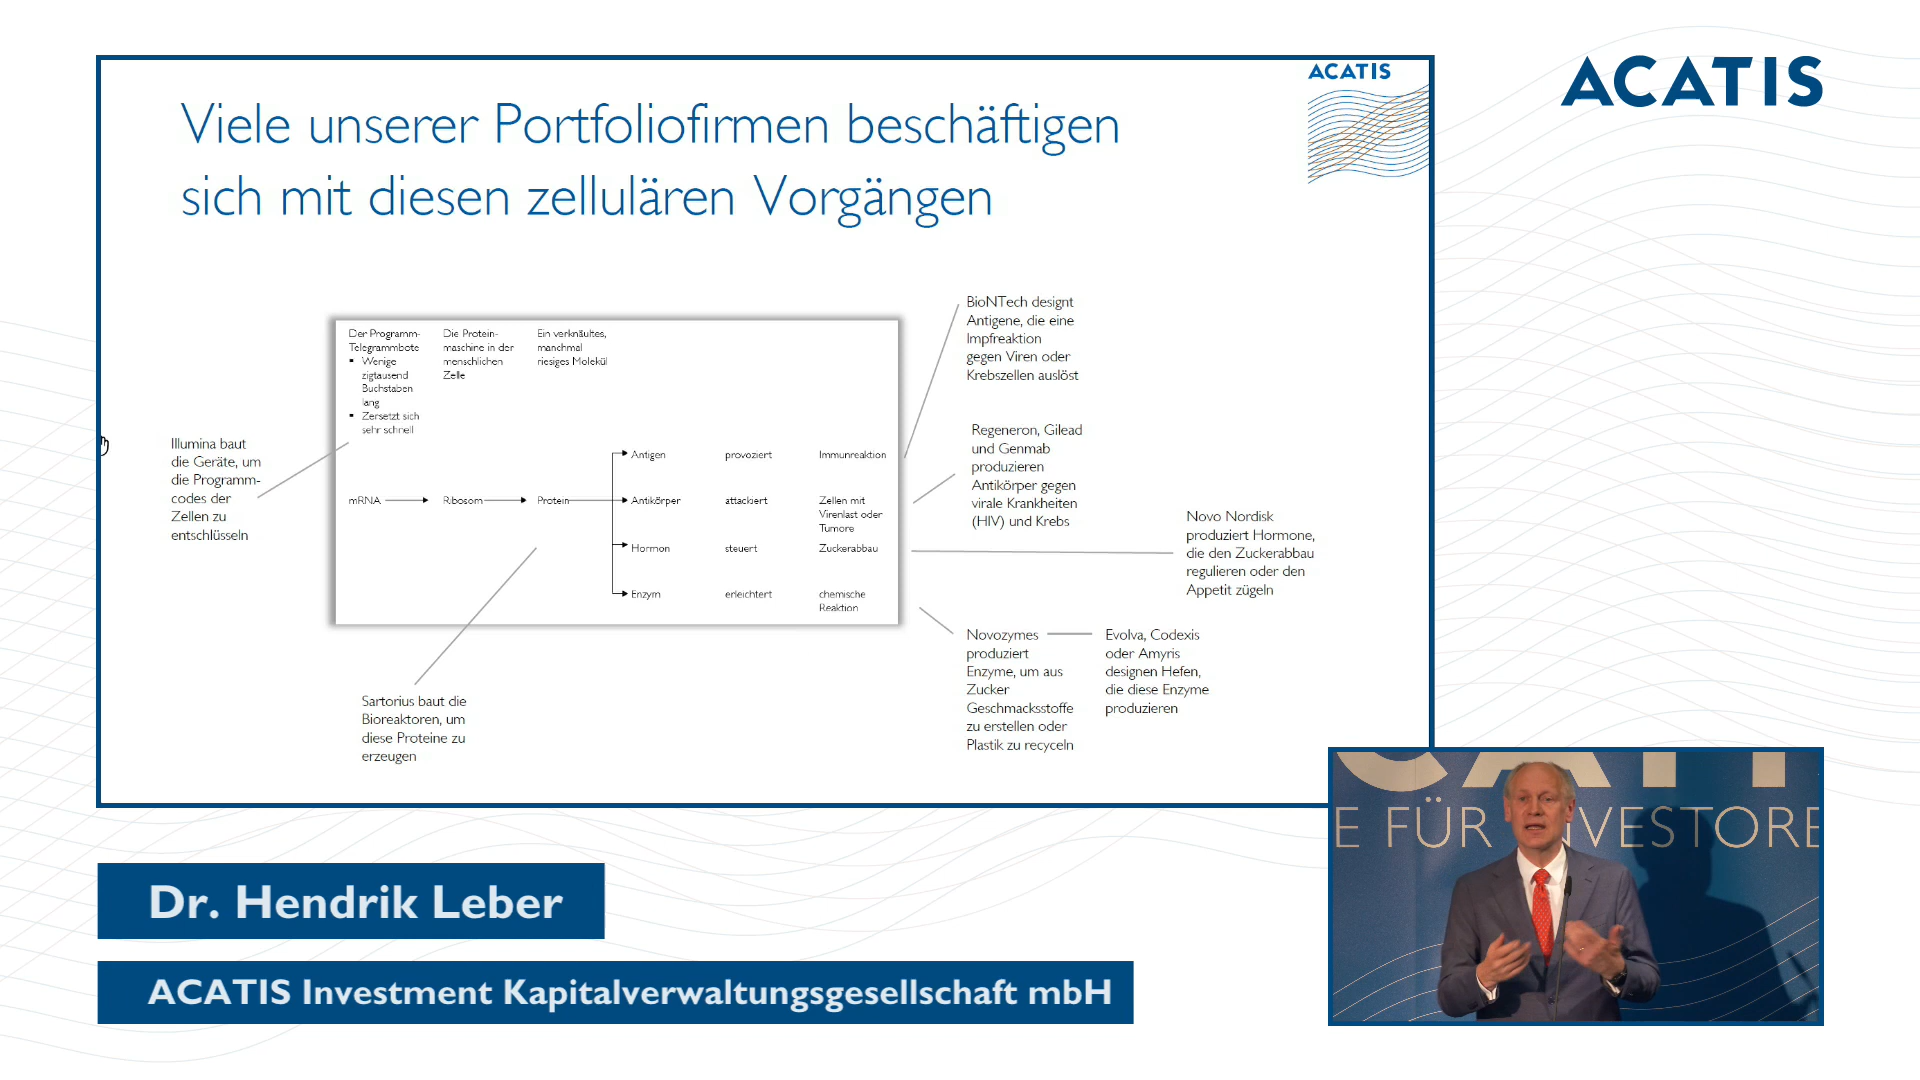 ACATIS
ACATIS
Viele unserer Portfoliofirmen beschäftigen
sich mit diesen zellulären Vorgängen
Der Programm-
Telegrammbote
▪ Wenige
zigtausend
Buchstaben
lang
▪ Zersetzt sich
sehr schnell
Die Protein-
maschine in der
menschlichen
Zelle
Ein verknäultes,
manchmal
riesiges Molekül
mRNA
Ribosom
Protein
Antigen
provoziert
Immunreaktion
Antikörper
attackiert
Zellen mit
Virenlast oder
Tumore
Hormon
steuert
Zuckerabbau
Enzym
erleichtert
chemische
Reaktion
Illumina baut
die Geräte, um
die Programm-
codes der
Zellen zu
entschlüsseln
Sartorius baut die
Bioreaktoren, um
diese Proteine zu
erzeugen
BioNTech designt
Antigene, die eine
Impfreaktion
gegen Viren oder
Krebszellen auslöst
Regeneron, Gilead
und Genmab
produzieren
Antikörper gegen
virale Krankheiten
(HIV) und Krebs
Novo Nordisk
produziert Hormone,
die den Zuckerabbau
regulieren oder den
Appetit zügeln
Novozymes
produziert
Enzyme, um aus
Zucker
Geschmacksstoffe
zu erstellen oder
Plastik zu recyceln
Evolva, Codexis
oder Amyris
designen Hefen,
die diese Enzyme
produzieren
CATI
E FÜR INVESTORE
Dr. Hendrik Leber
ACATIS Investment Kapitalverwaltungsgesellschaft mbH